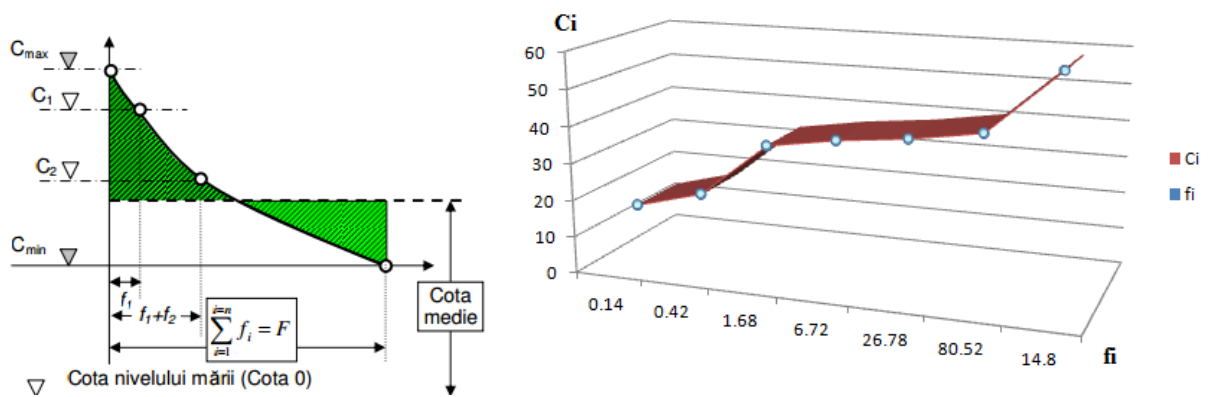 C_max
C_1
C_2
C_min
f_1
f_1+f_2
\sum_{i=1}^{i=n} f_i = F
Cota
medie
Cota nivelului mării (Cota 0)
Ci
60
50
40
30
20
10
0
0.14
0.42
1.68
6.72
26.78
80.52
14.8
fi
Ci
fi